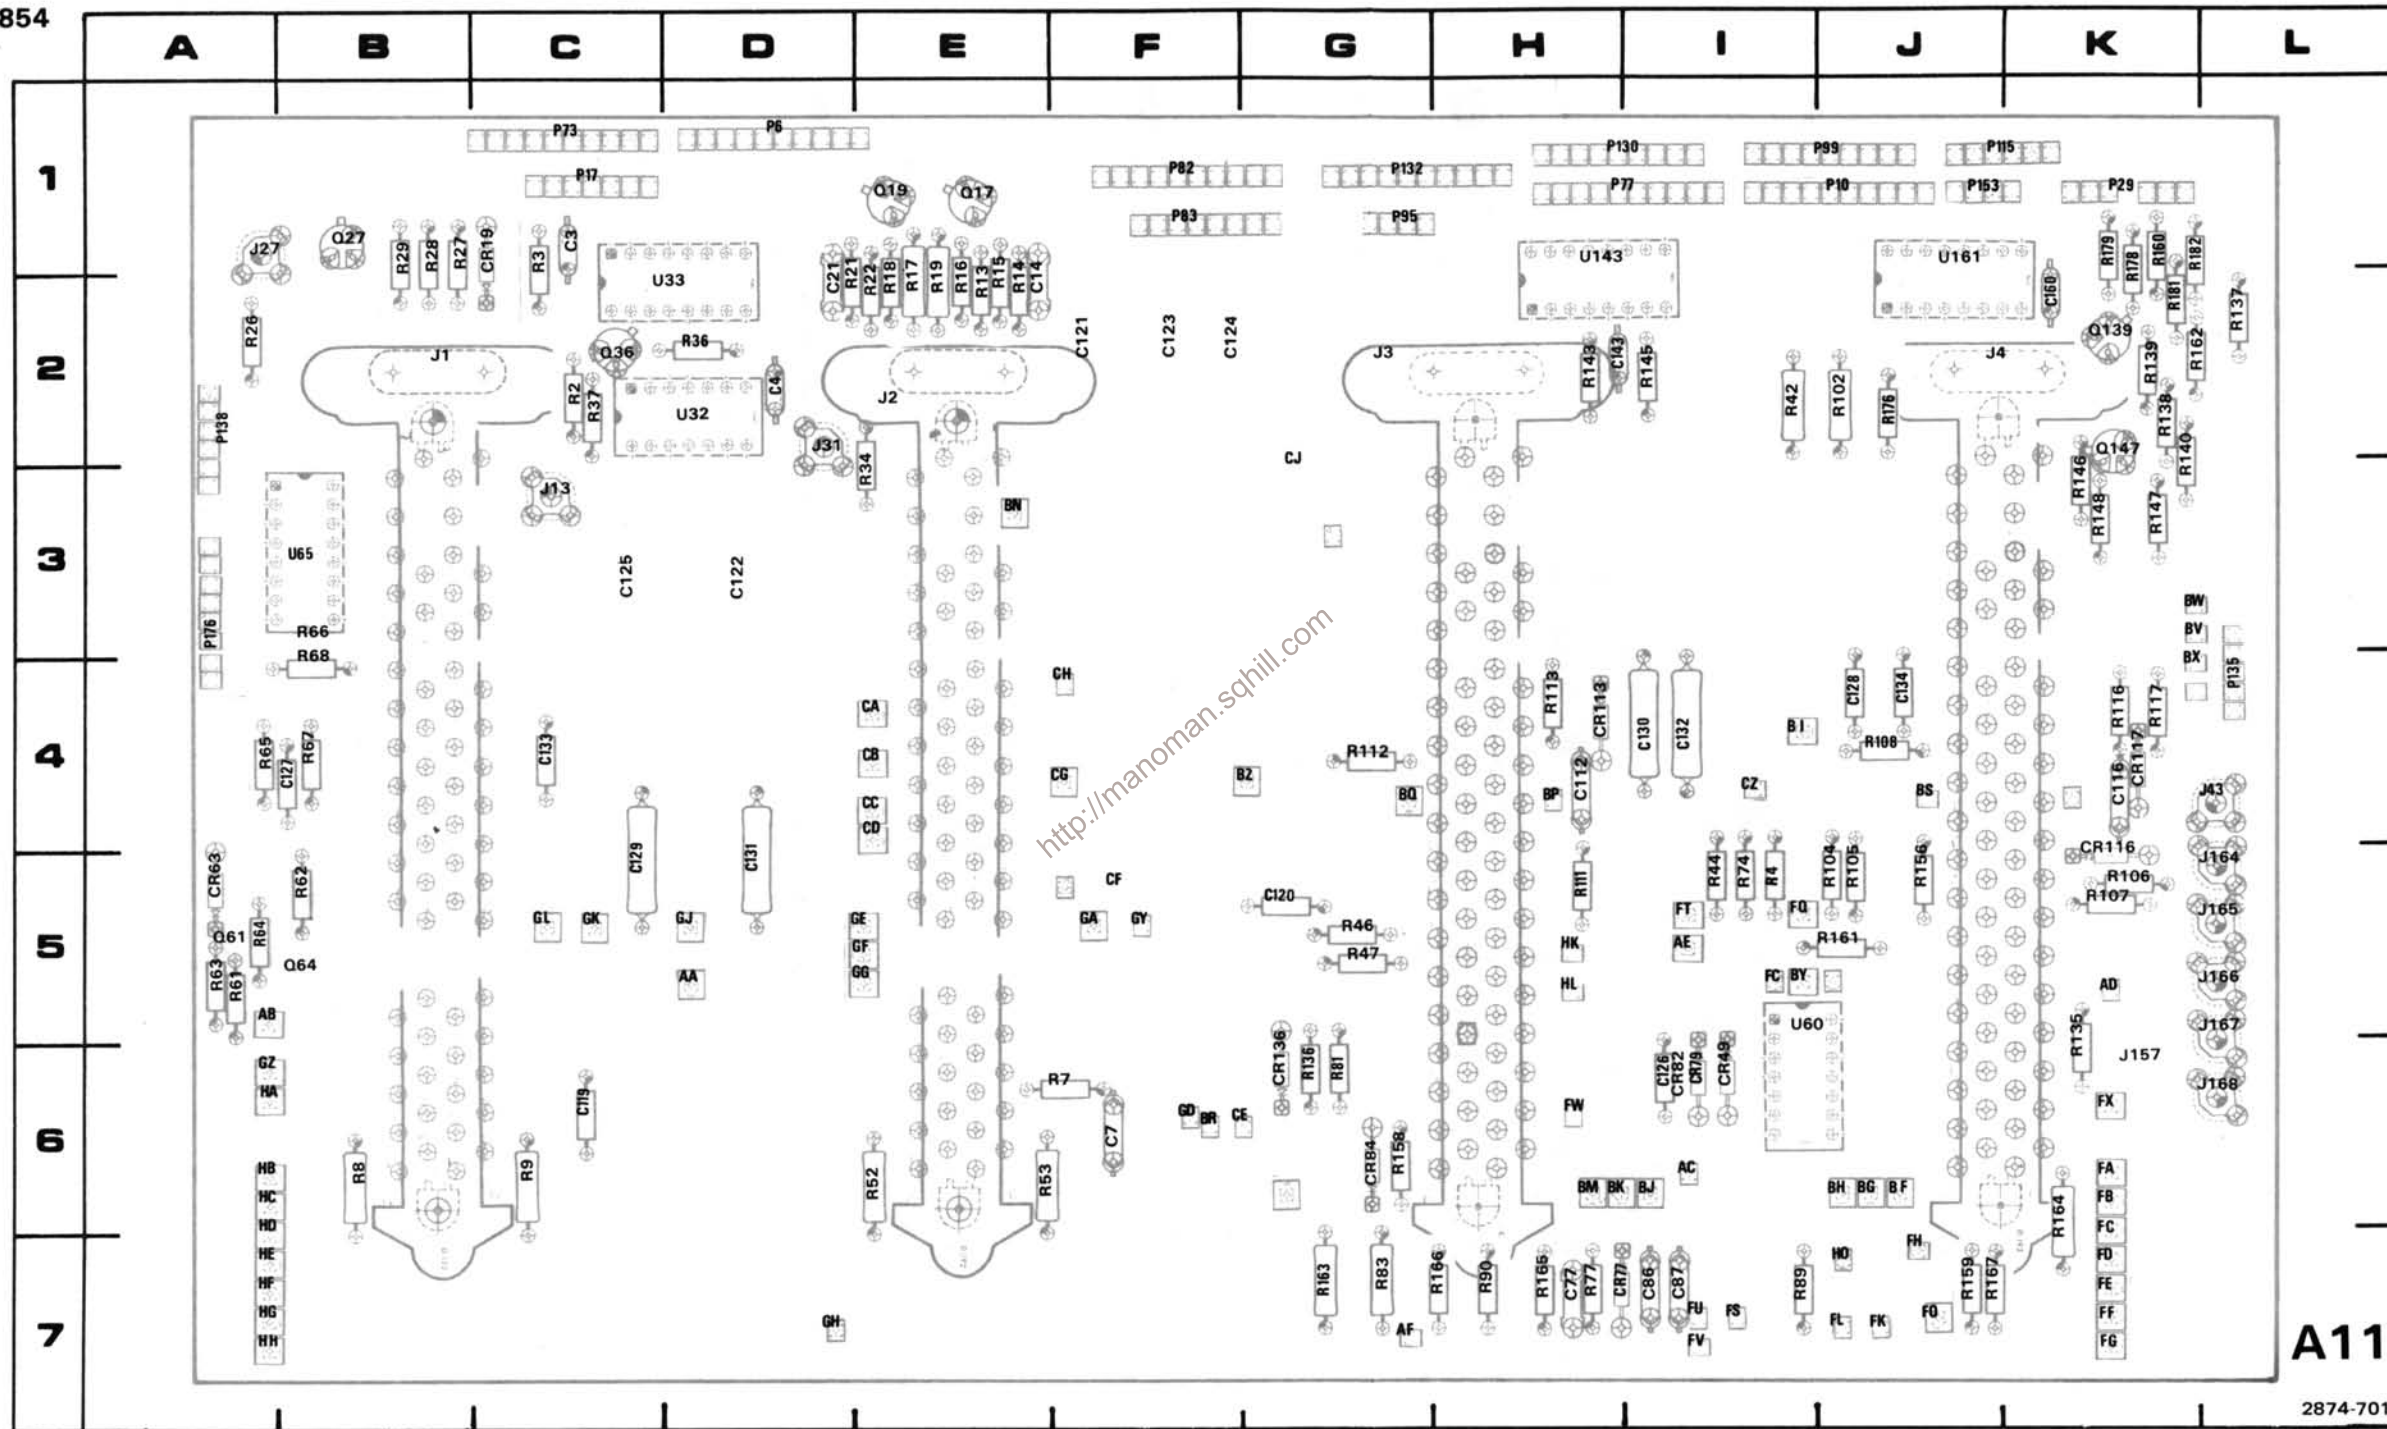 854
A B C D E F G H I J K L
1
P73 P6 P130 P99 P115
P17 P82 P132 P77 P10 P153 P29
Q19 Q17 P83 P95
J27 Q27 R29 R28 R27 CR19 R3 C3 U33 C21 R21 R22 R18 R17 R19 R16 R13 R15 R14 C14 U143 U161 C160 R179 R178 R160 R181 R182 R137
2
R26 J1 Q36 R36 C121 C123 C124 J3 R143 C143 R145 J4 Q139 R139 R162
R2 R37 U32 C4 J2 R42 R102 R176 R138
P138 J31 R34 CJ Q147 R140
J13 BN R146 R148 R147
3
U65 C125 C122
P176 R66 BW
R68 BV
BX P135
CH R113 CR113 C128 C134 R116 R117
CA C130 C132 BI
4
R65 C127 R67 C133 CB R112 R108 CR117
CG BZ BQ BP C112 CZ BS C116 J43
CC
CD
CR63 R62 C129 C131 CF R111 R44 R74 R4 R104 R105 R156 CR116 J164
C120 R106
R107
GL GK GJ GE GA GY FT FQ J165
5
Q61 R64 R46 R161
Q64 GF R47 HK AE
R63 R61 AA GG HL FC BY AD J166
AB U60 J167
GZ CR136 R136 R81 C126 CR82 CR79 CR49 R135 J157
HA C119 R7 FW FX J168
6
C7 GD BR CE
R8 R9 R52 R53 CR84 R158 AC FA
HB BM BK BJ BH BG BF FB
HC R164 FC
HD FH
HE HO FD
HF R163 R83 R166 R90 R165 C77 R77 CR77 C86 C87 R89 R159 R167 FE
HG FU FS FO FF
7
HH GH AF FV FL FK FG
A11
2874-701
http://manoman.sqhill.com